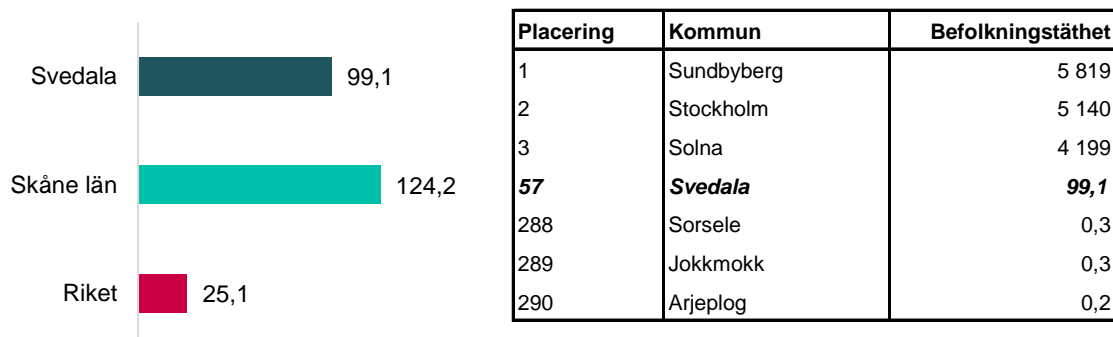 Svedala 99,1
Skåne län 124,2
Riket 25,1
Placering Kommun Befolkningstäthet
1 Sundbyberg 5 819
2 Stockholm 5 140
3 Solna 4 199
57 Svedala 99,1
288 Sorsele 0,3
289 Jokkmokk 0,3
290 Arjeplog 0,2